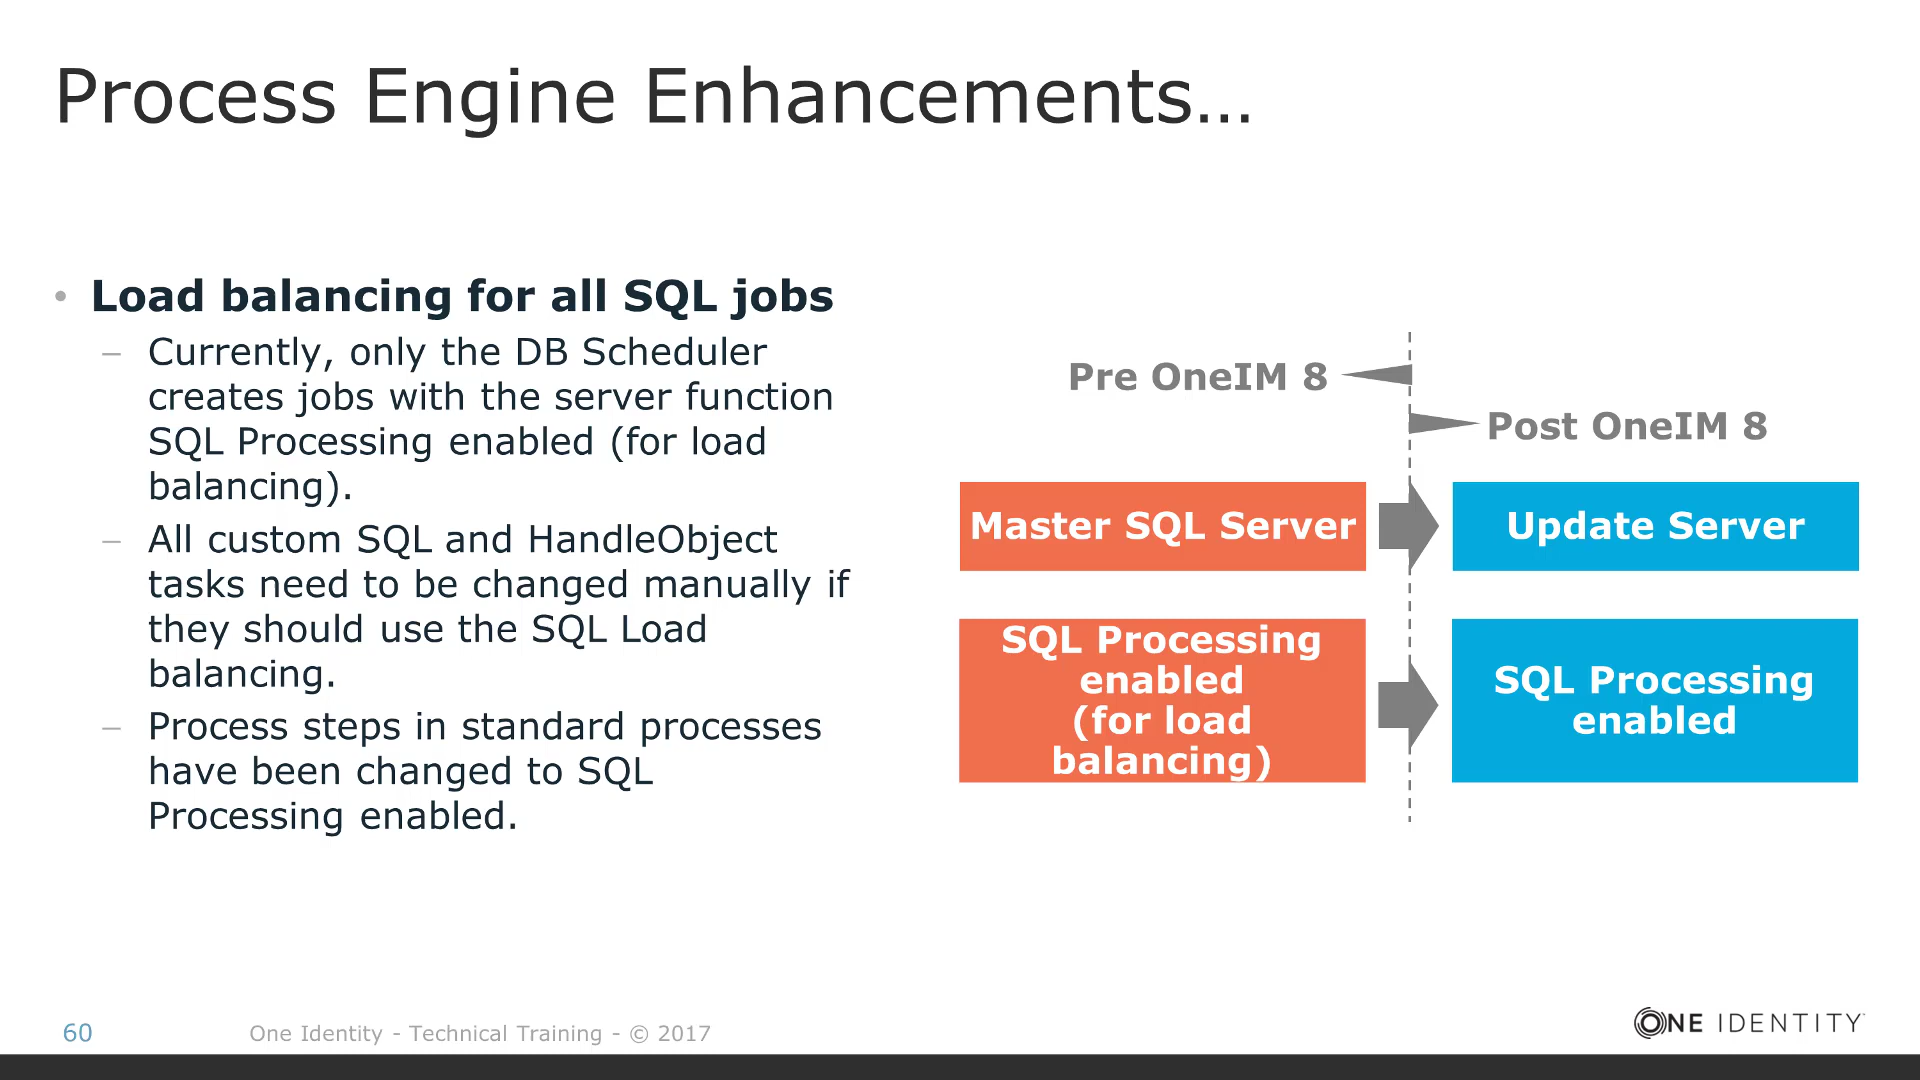 Process Engine Enhancements…
• Load balancing for all SQL jobs
– Currently, only the DB Scheduler
creates jobs with the server function
SQL Processing enabled (for load
balancing).
– All custom SQL and HandleObject
tasks need to be changed manually if
they should use the SQL Load
balancing.
– Process steps in standard processes
have been changed to SQL
Processing enabled.
Pre OneIM 8
Post OneIM 8
Master SQL Server
Update Server
SQL Processing
enabled
(for load
balancing)
SQL Processing
enabled
60
One Identity - Technical Training - © 2017
ONE IDENTITY